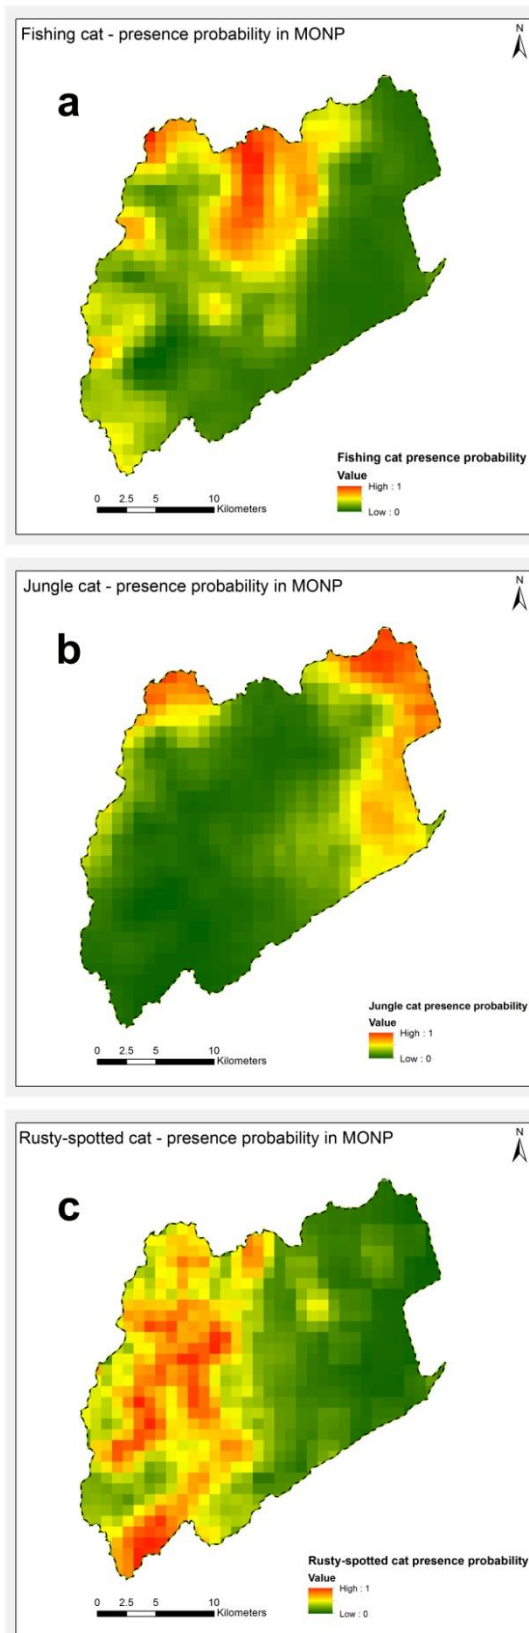 Fishing cat - presence probability in MONP
N
a
Fishing cat presence probability
Value
High : 1
Low : 0
0 2.5 5 10
Kilometers
Jungle cat - presence probability in MONP
N
b
Jungle cat presence probability
Value
High : 1
Low : 0
0 2.5 5 10
Kilometers
Rusty-spotted cat - presence probability in MONP
N
c
Rusty-spotted cat presence probability
Value
High : 1
Low : 0
0 2.5 5 10
Kilometers